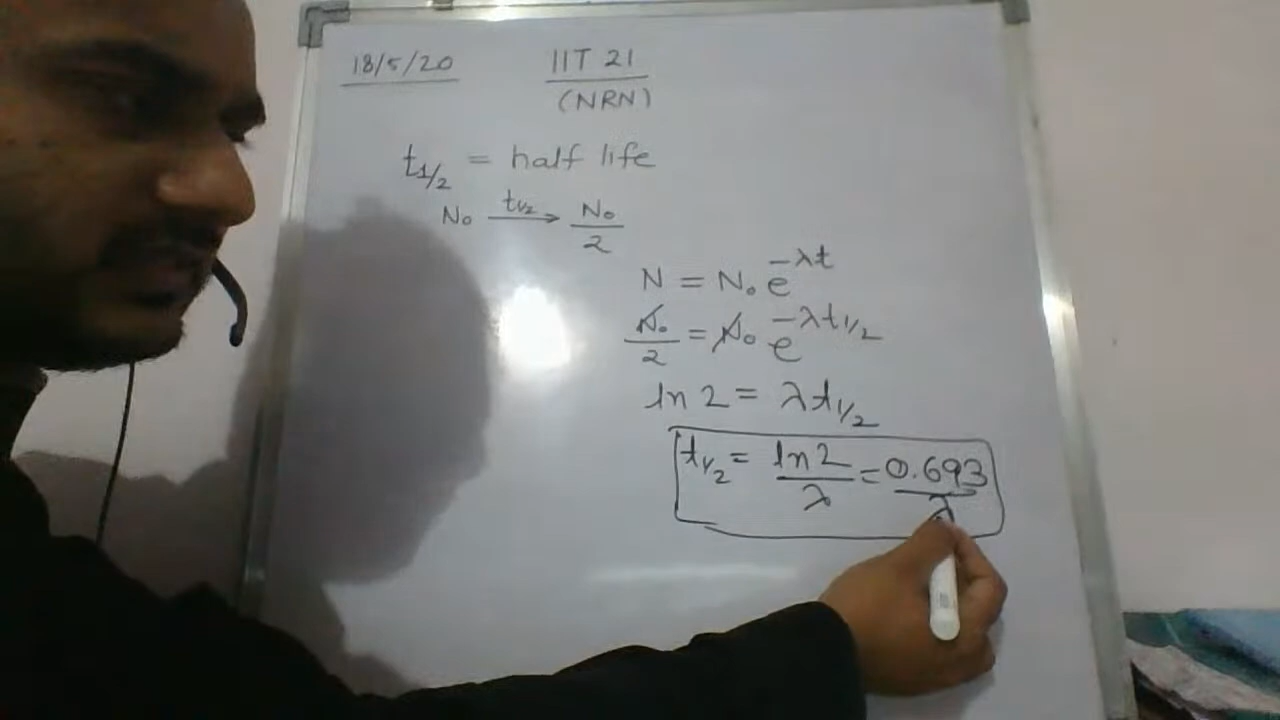 18/5/20 IIT 21
(NRN)
t1/2 = half life
N₀ —t1/2→ N₀/2
N = N₀ e^-λt
N₀/2 = N₀ e^-λt1/2
ln 2 = λt1/2
t1/2 = ln2/λ = 0.693/λ